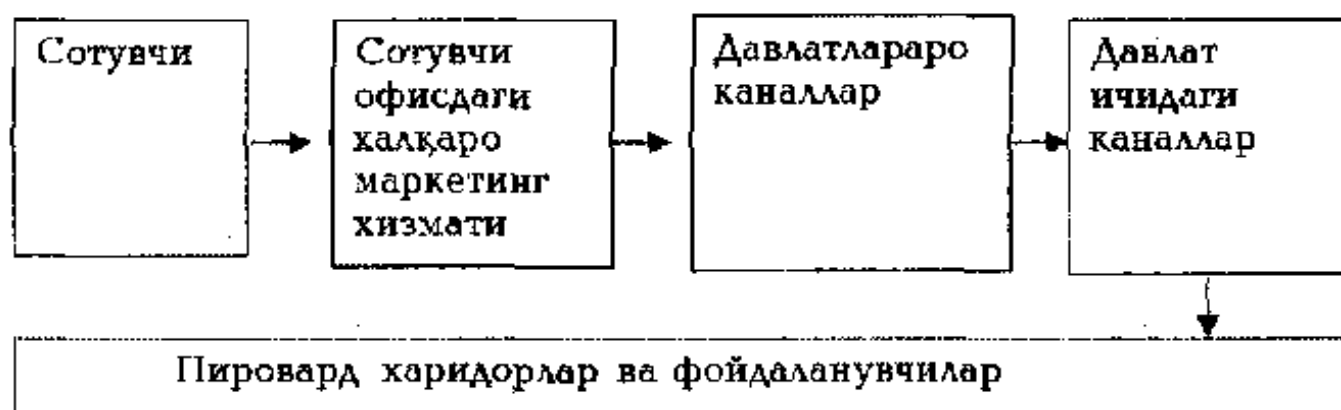 Сотувчи
Сотувчи
офисдаги
халқаро
маркетинг
хизмати
Давлатлараро
каналлар
Давлат
ичидаги
каналлар
Пировард харидорлар ва фойдаланувчилар